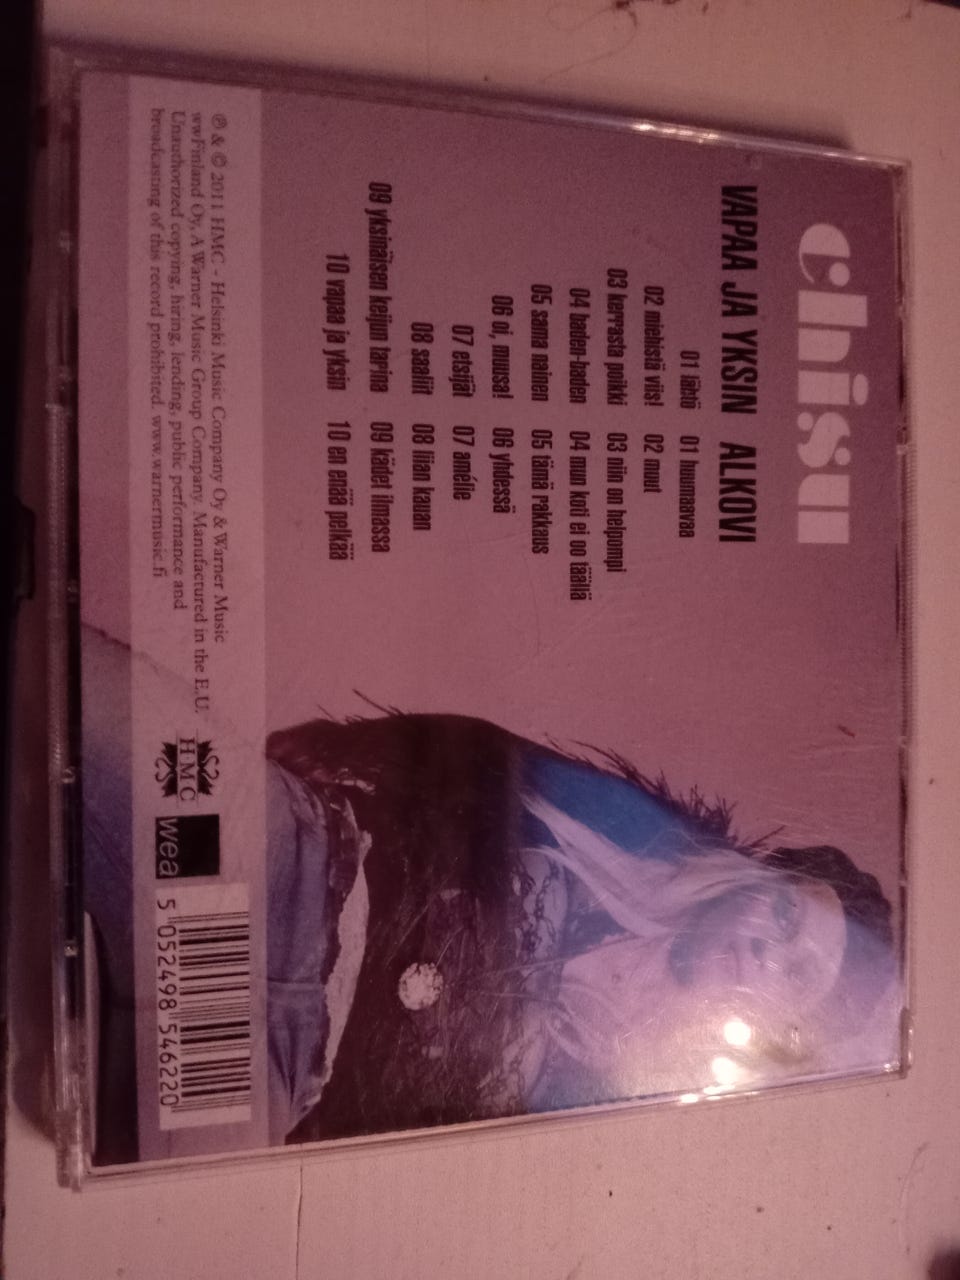 chisu
VAPAA JA YKSIN ALKOVI
01 lähtö 01 huumaavaa
02 miehistä viis! 02 muut
03 kerrasta poikki 03 niin on helpompi
04 baden-baden 04 mun koti ei oo täällä
05 sama nainen 05 tämä rakkaus
06 oi, muusa! 06 yhdessä
07 etsijät 07 amélie
08 saaliit 08 liian kauan
09 yksinäisen keijun tarina 09 kädet ilmassa
10 vapaa ja yksin 10 en enää pelkää
℗ & © 2011 HMC - Helsinki Music Company Oy & Warner Music
wwFinland Oy, A Warner Music Group Company. Manufactured in the E.U.
Unauthorized copying, hiring, lending, public performance and
broadcasting of this record prohibited. www.warnermusic.fi
HMC
wea
5 052498 546220